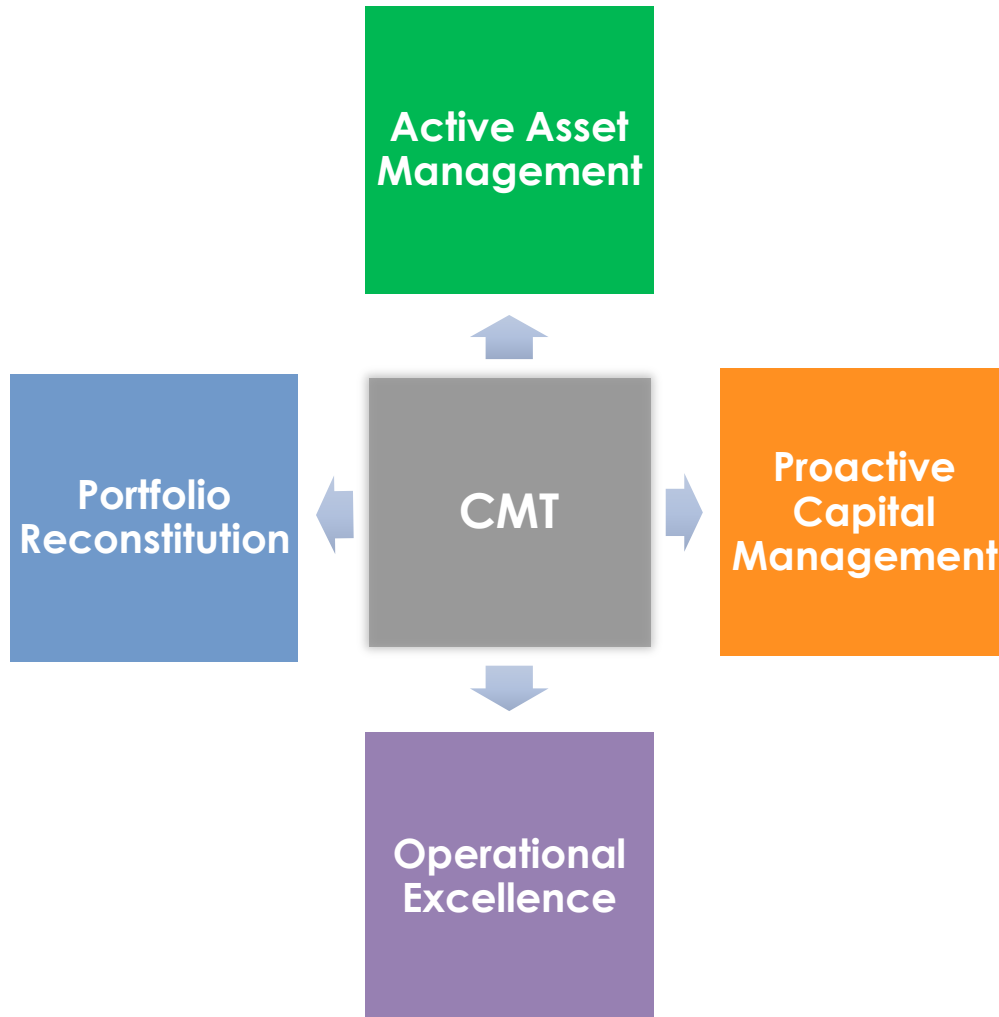 Active Asset
Management
Portfolio
Reconstitution
CMT
Proactive
Capital
Management
Operational
Excellence